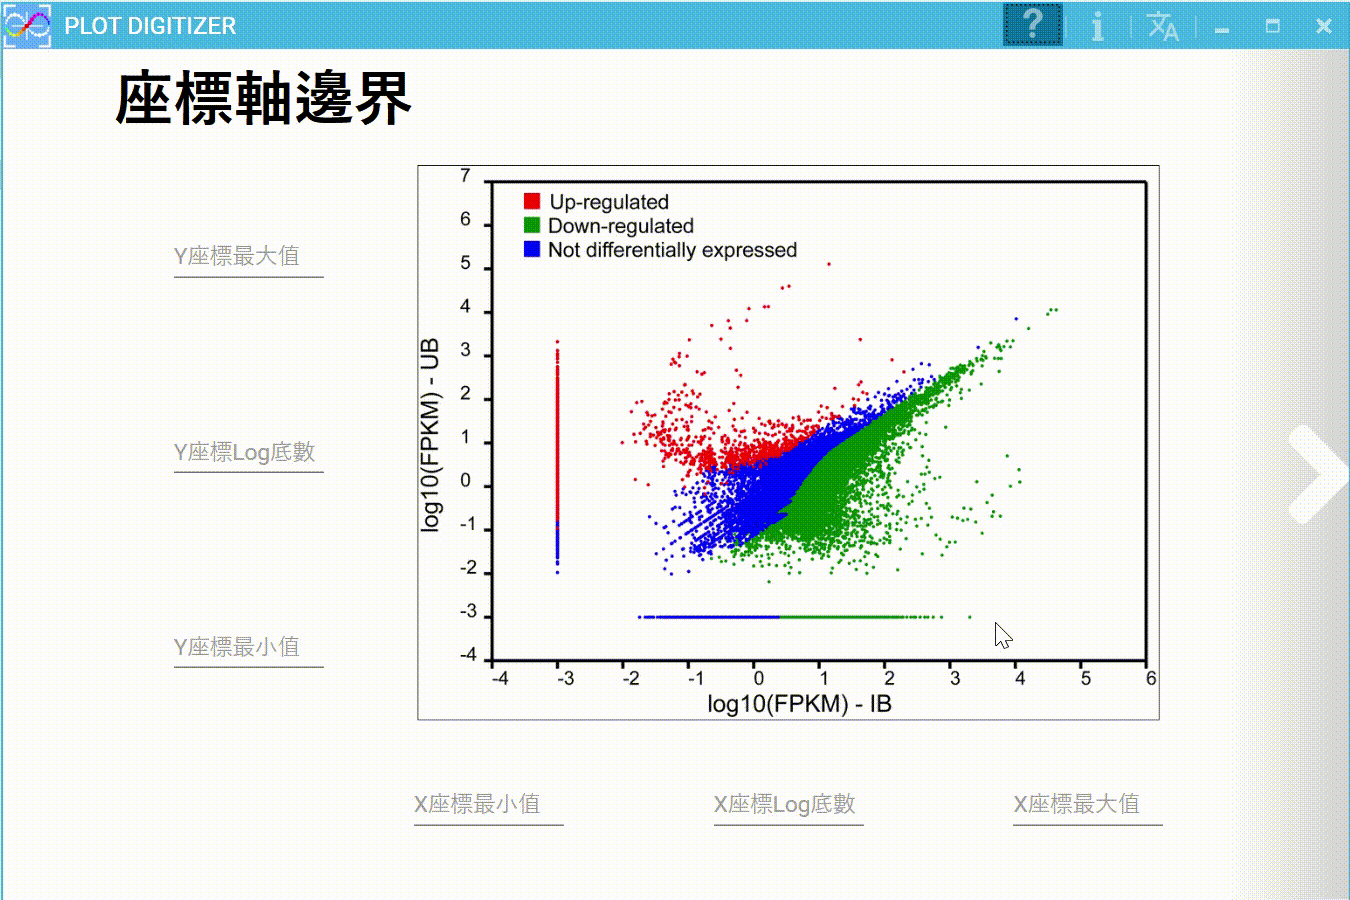 PLOT DIGITIZER
座標軸邊界
Y座標最大值
Y座標Log底數
Y座標最小值
7
6
5
4
3
2
1
0
-1
-2
-3
-4
log10(FPKM) - UB
Up-regulated
Down-regulated
Not differentially expressed
-4 -3 -2 -1 0 1 2 3 4 5 6
log10(FPKM) - IB
X座標最小值 X座標Log底數 X座標最大值